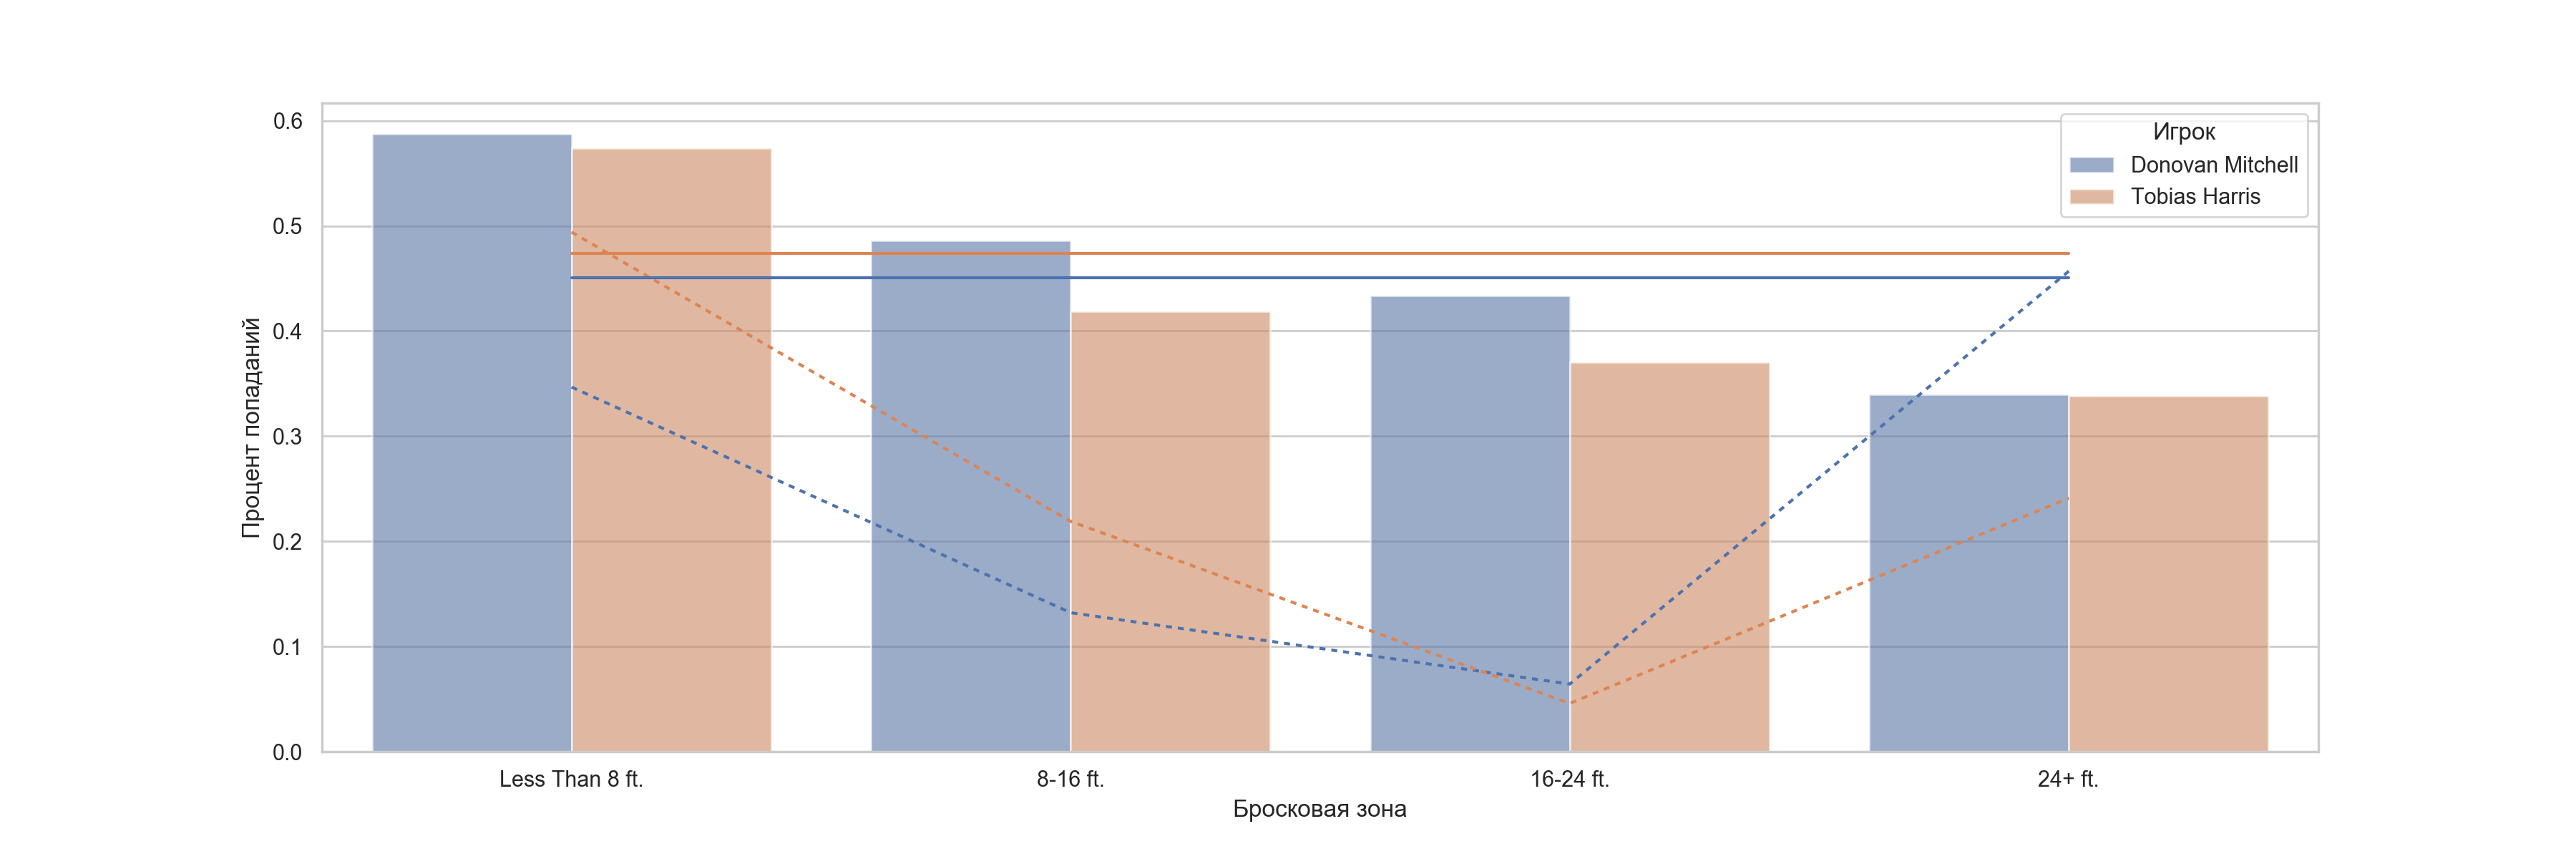 Игрок
Donovan Mitchell
Tobias Harris
Процент попаданий
0.6
0.5
0.4
0.3
0.2
0.1
0.0
Less Than 8 ft.
8-16 ft.
16-24 ft.
24+ ft.
Бросковая зона